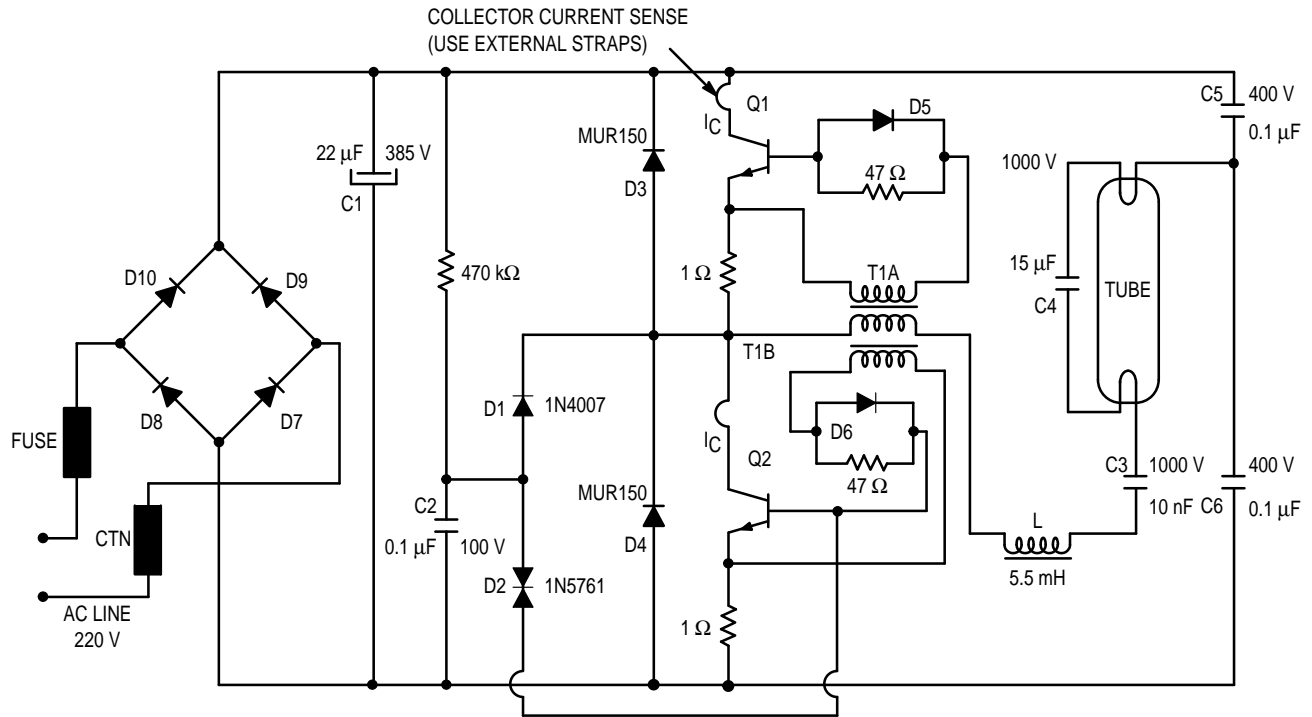 COLLECTOR CURRENT SENSE
(USE EXTERNAL STRAPS)
C5
400 V
0.1 µF
Q1
D5
I C
MUR150
22 µF
385 V
C1
D3
47 Ω
1000 V
D10
D9
470 kΩ
1 Ω
T1A
15 µF
C4
TUBE
T1B
D8
D7
D1
1N4007
FUSE
I C
D6
Q2
47 Ω
C3
1000 V
10 nF
400 V
C6
0.1 µF
MUR150
C2
0.1 µF
100 V
CTN
D4
L
D2
1N5761
5.5 mH
AC LINE
220 V
1 Ω